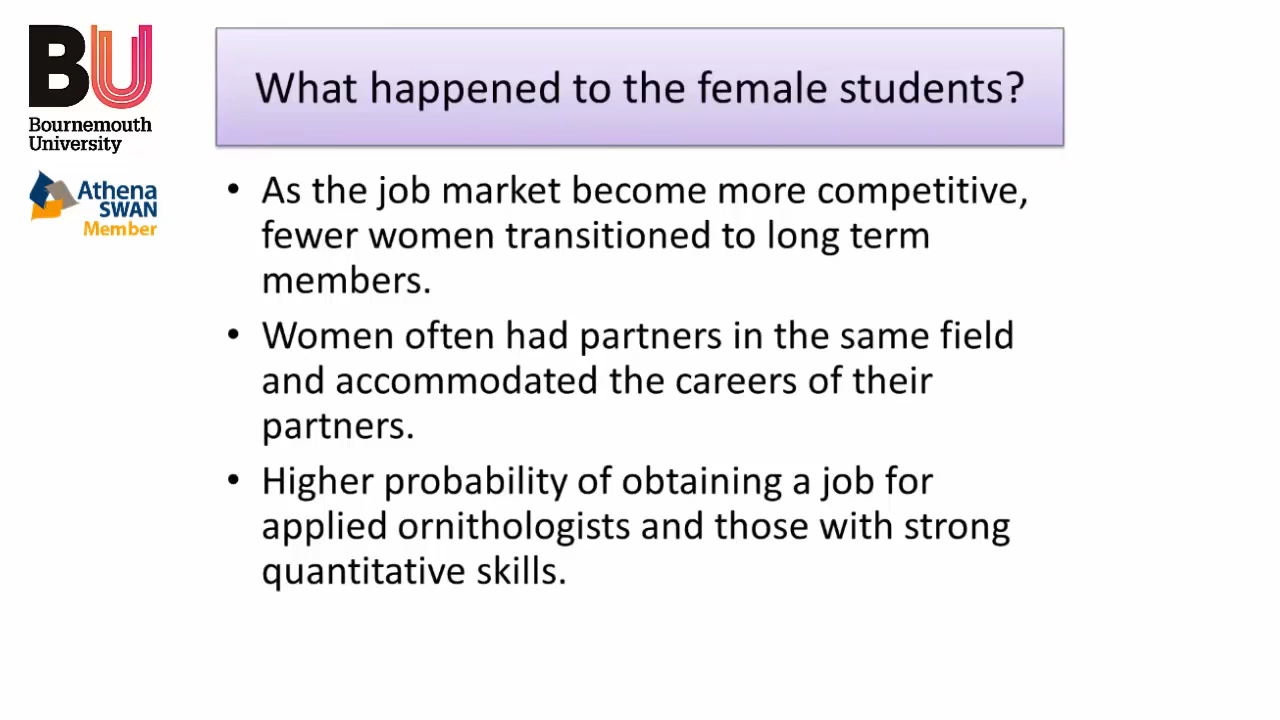 BU
Bournemouth
University
Athena
SWAN
Member
What happened to the female students?
• As the job market become more competitive,
fewer women transitioned to long term
members.
• Women often had partners in the same field
and accommodated the careers of their
partners.
• Higher probability of obtaining a job for
applied ornithologists and those with strong
quantitative skills.